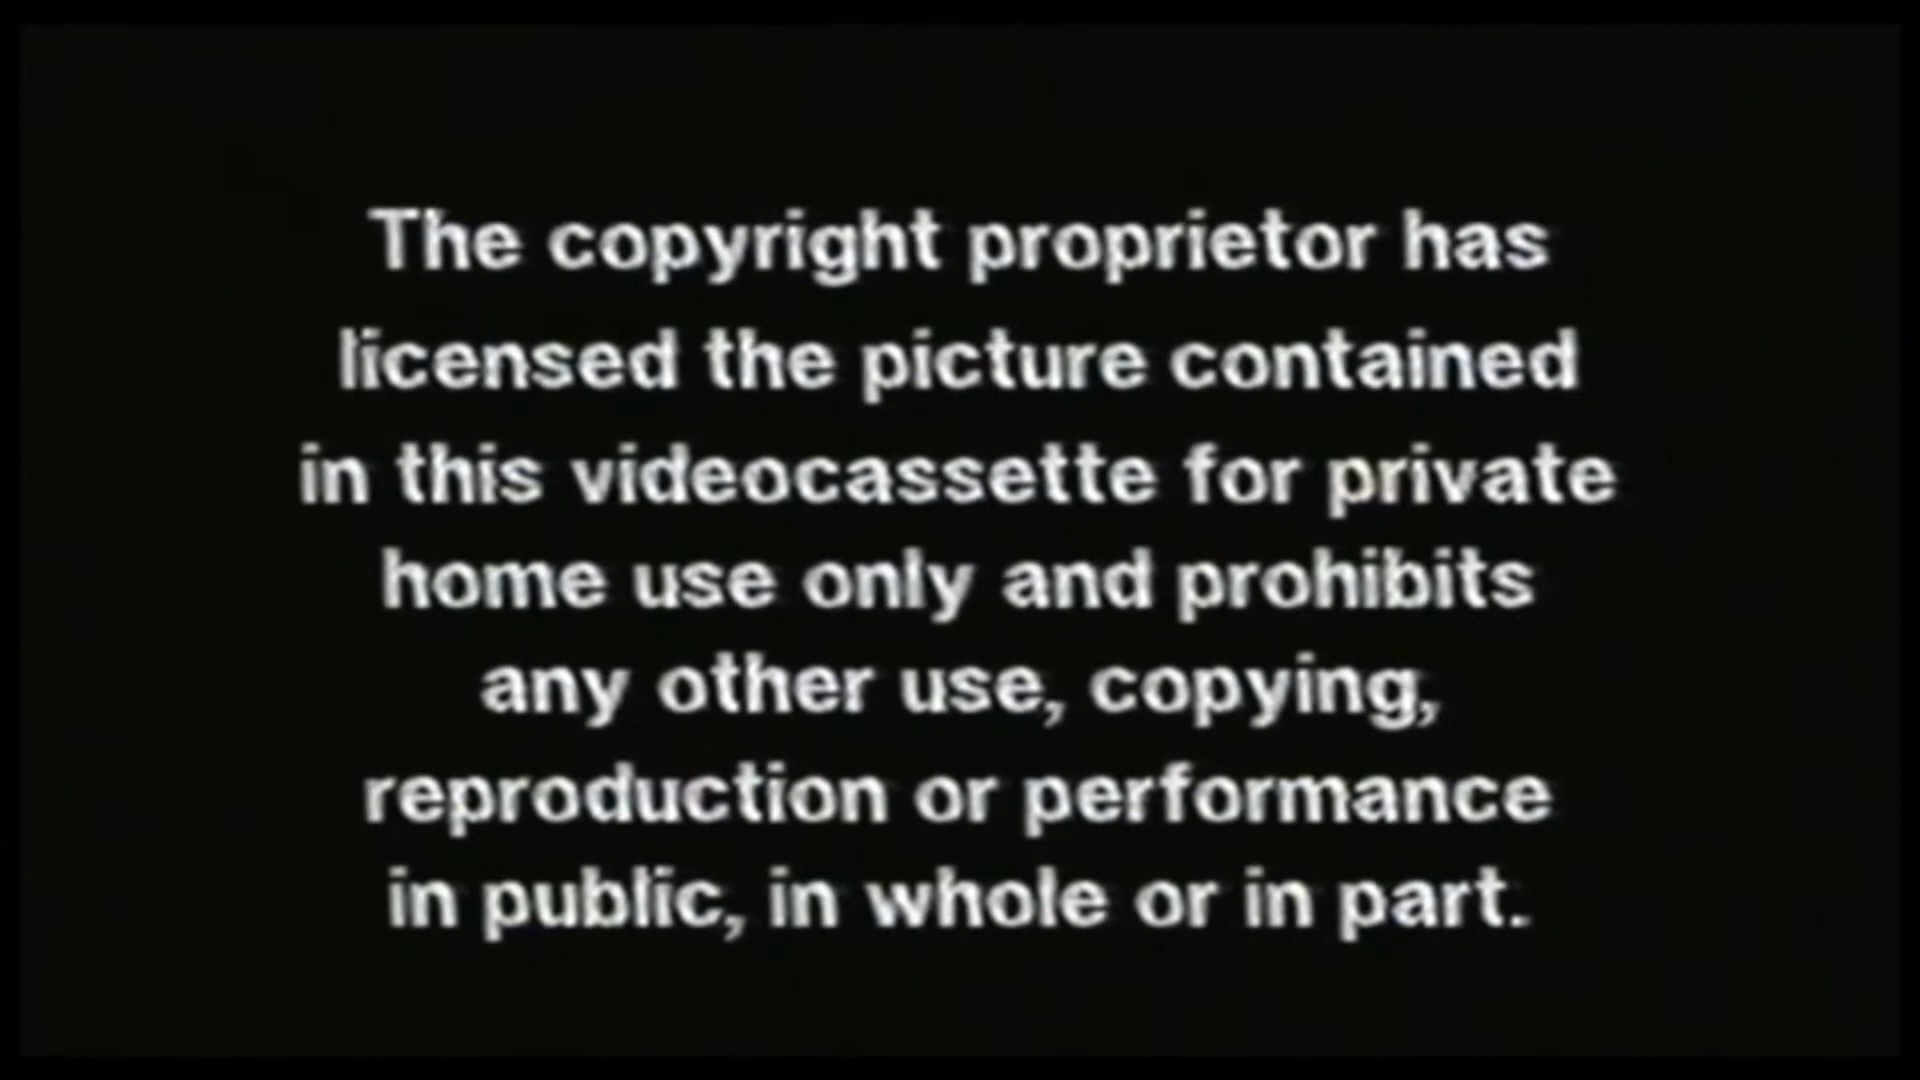 The copyright proprietor has
licensed the picture contained
in this videocassette for private
home use only and prohibits
any other use, copying,
reproduction or performance
in public, in whole or in part.